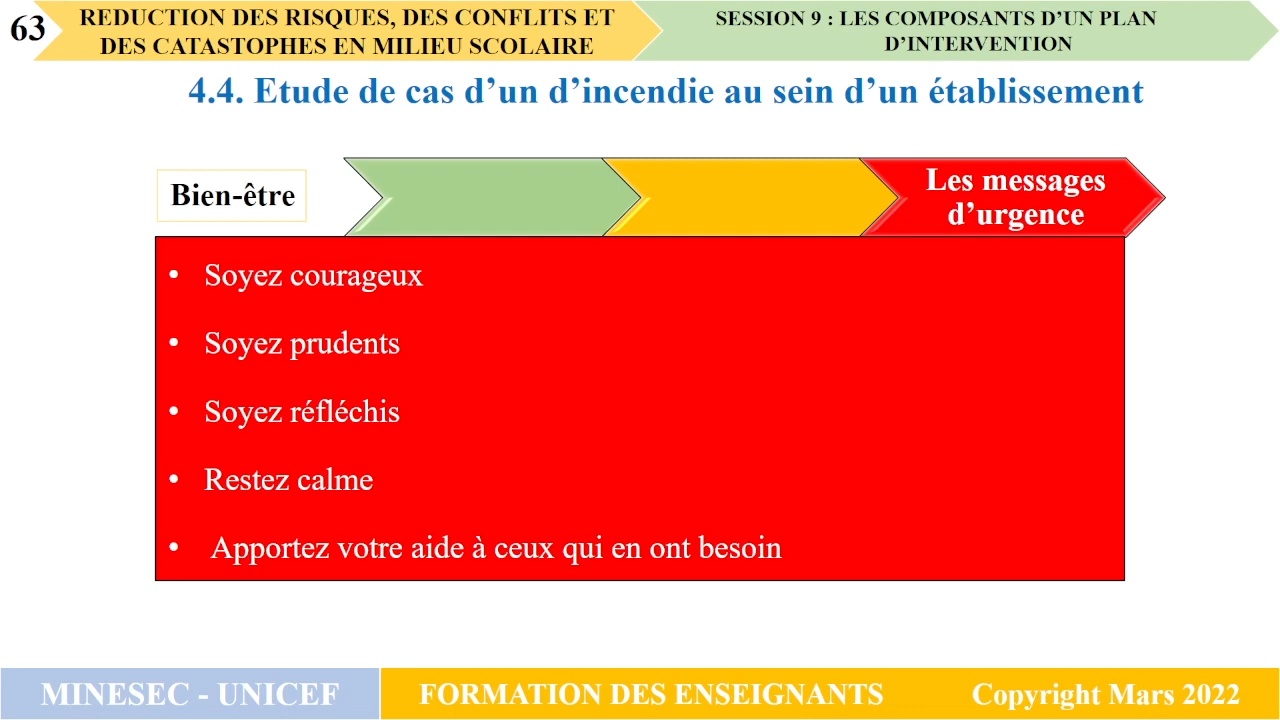 63
REDUCTION DES RISQUES, DES CONFLITS ET
DES CATASTOPHES EN MILIEU SCOLAIRE
SESSION 9 : LES COMPOSANTS D’UN PLAN
D’INTERVENTION
4.4. Etude de cas d’un d’incendie au sein d’un établissement
Bien-être
Les messages
d’urgence
• Soyez courageux
• Soyez prudents
• Soyez réfléchis
• Restez calme
• Apportez votre aide à ceux qui en ont besoin
MINESEC - UNICEF
FORMATION DES ENSEIGNANTS
Copyright Mars 2022